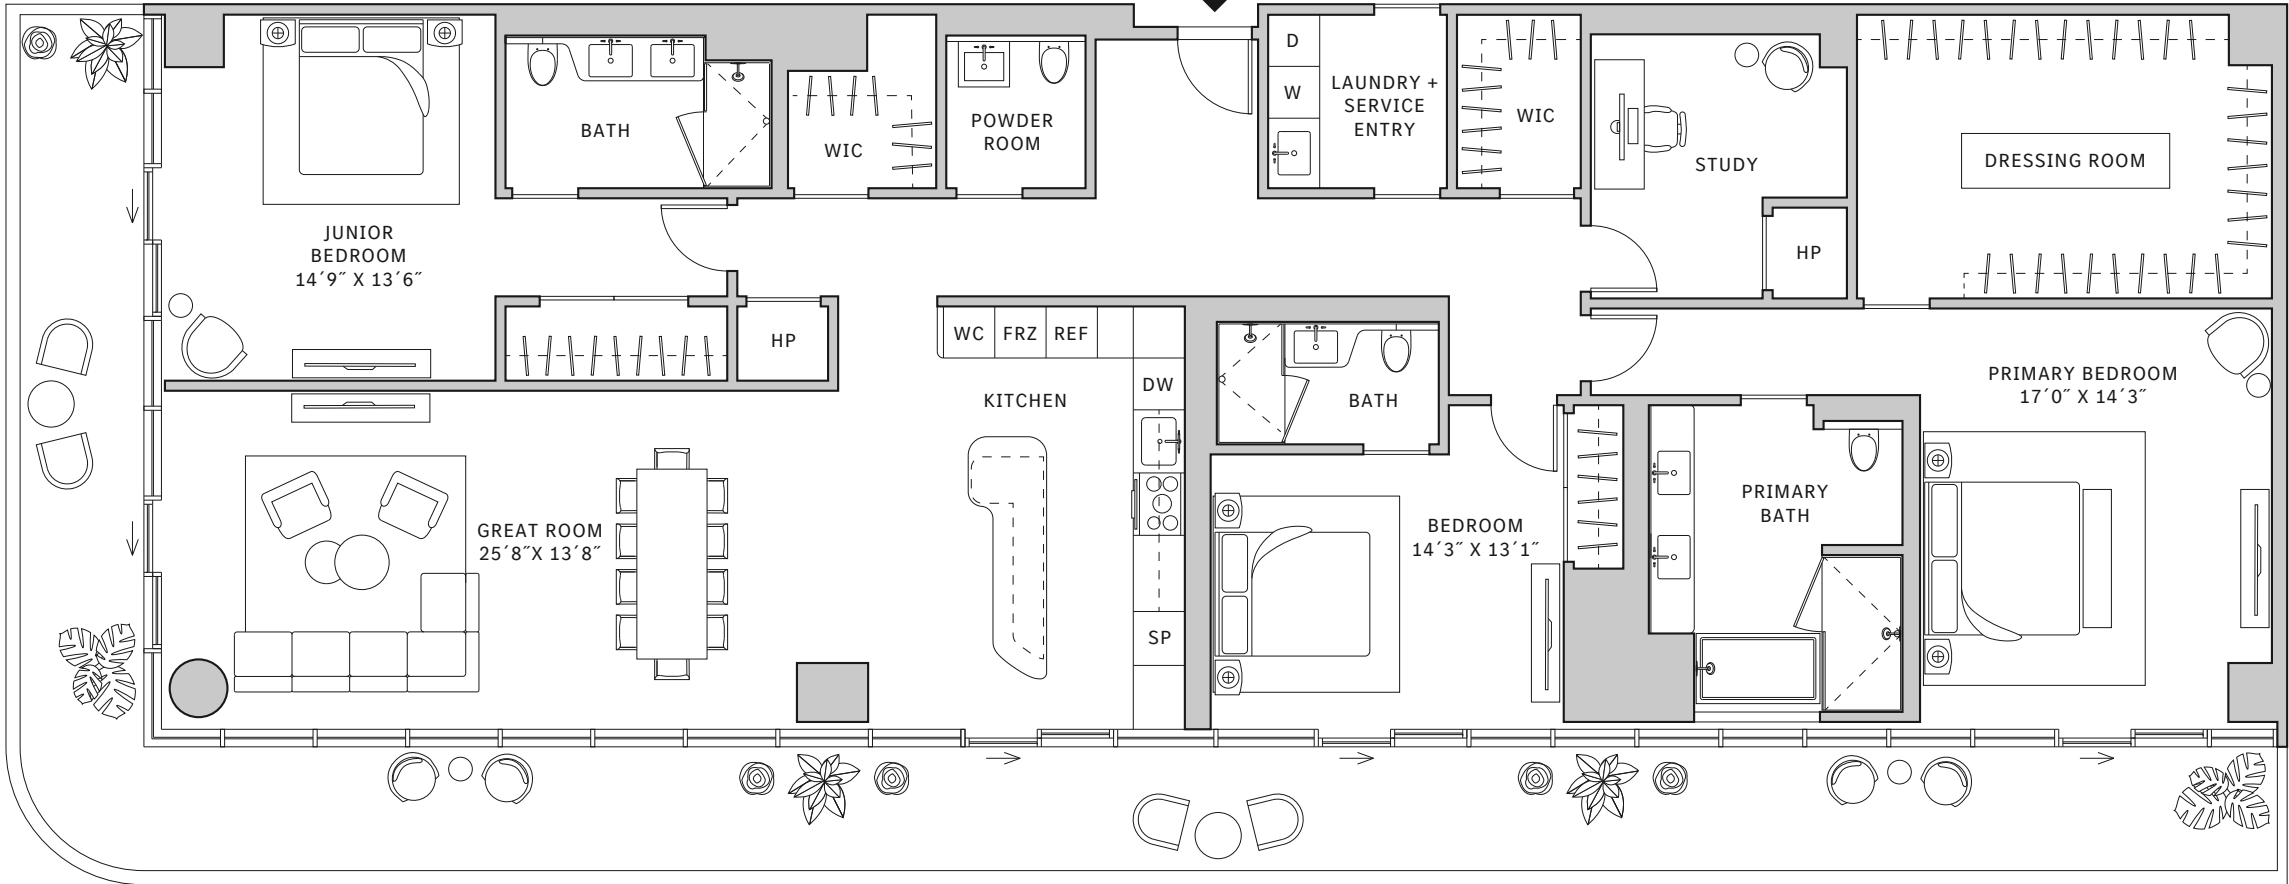 D
W
LAUNDRY +
SERVICE
ENTRY
WIC
BATH
WIC
POWDER
ROOM
STUDY
DRESSING ROOM
HP
JUNIOR
BEDROOM
14´9˝ X 13´6˝
HP
WC
FRZ
REF
DW
KITCHEN
BATH
PRIMARY BEDROOM
17´0˝ X 14´3˝
GREAT ROOM
25´8˝X 13´8˝
BEDROOM
14´3˝ X 13´1˝
PRIMARY
BATH
SP